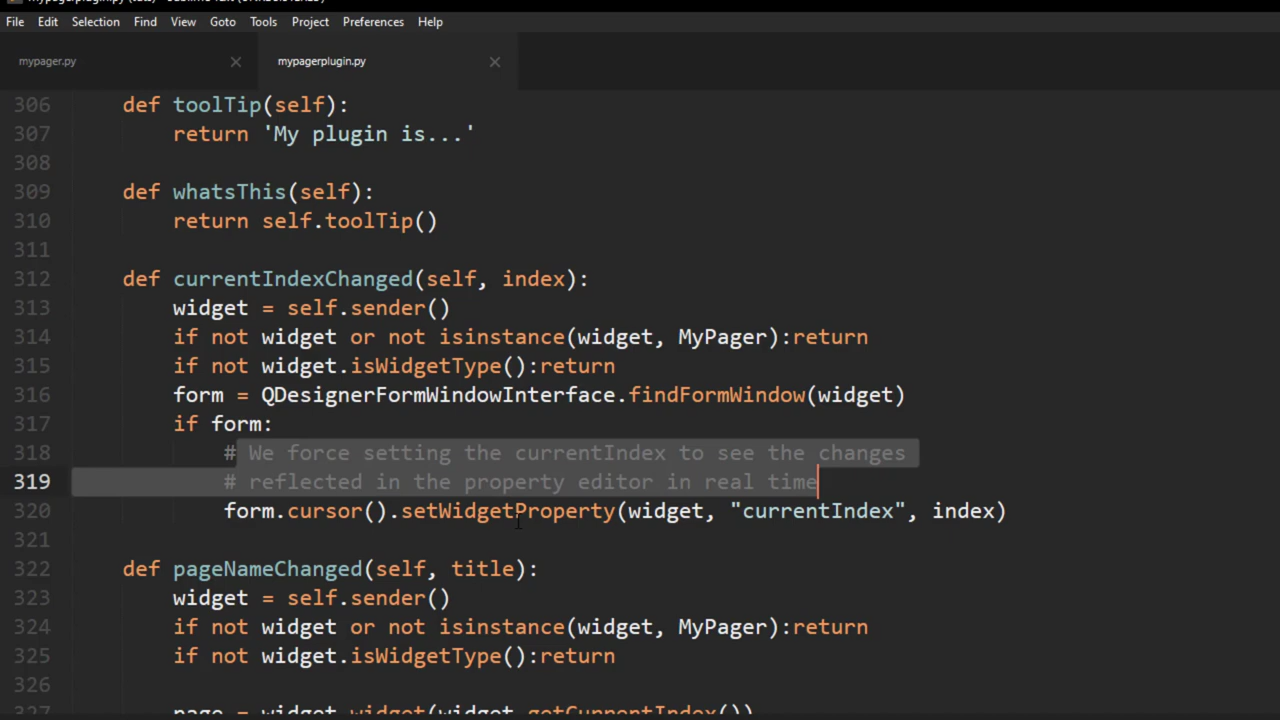 File Edit Selection Find View Goto Tools Project Preferences Help
mypager.py mypagerplugin.py
306 def toolTip(self):
307 return 'My plugin is...'
308
309 def whatsThis(self):
310 return self.toolTip()
311
312 def currentIndexChanged(self, index):
313 widget = self.sender()
314 if not widget or not isinstance(widget, MyPager):return
315 if not widget.isWidgetType():return
316 form = QDesignerFormWindowInterface.findFormWindow(widget)
317 if form:
318 # We force setting the currentIndex to see the changes
319 # reflected in the property editor in real time
320 form.cursor().setWidgetProperty(widget, "currentIndex", index)
321
322 def pageNameChanged(self, title):
323 widget = self.sender()
324 if not widget or not isinstance(widget, MyPager):return
325 if not widget.isWidgetType():return
326
327 page = widget.widget(widget.getCurrentIndex())